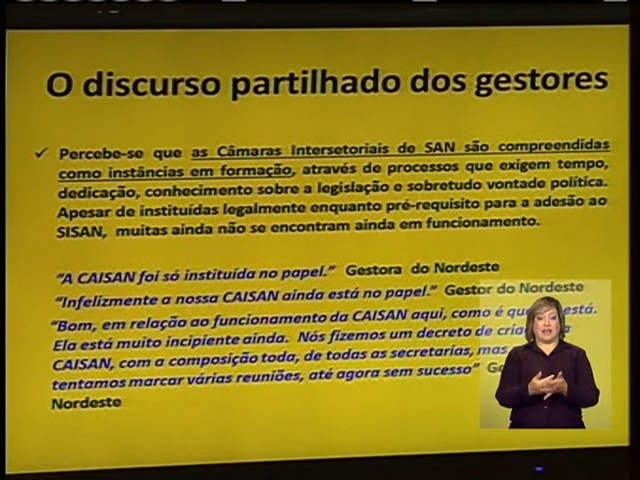 O discurso partilhado dos gestores
✓ Percebe-se que as Câmaras Intersetoriais de SAN são compreendidas
como instâncias em formação, através de processos que exigem tempo,
dedicação, conhecimento sobre a legislação e sobretudo vontade política.
Apesar de instituídas legalmente enquanto pré-requisito para a adesão ao
SISAN, muitas ainda não se encontram ainda em funcionamento.
“A CAISAN foi só instituída no papel.” Gestora do Nordeste
“Infelizmente a nossa CAISAN ainda está no papel.” Gestor do Nordeste
“Bom, em relação ao funcionamento da CAISAN aqui, como é que está.
Ela está muito incipiente ainda. Nós fizemos um decreto de
CAISAN, com a composição toda, de todas as secretarias, mas
tentamos marcar várias reuniões, até agora sem sucesso”
Nordeste